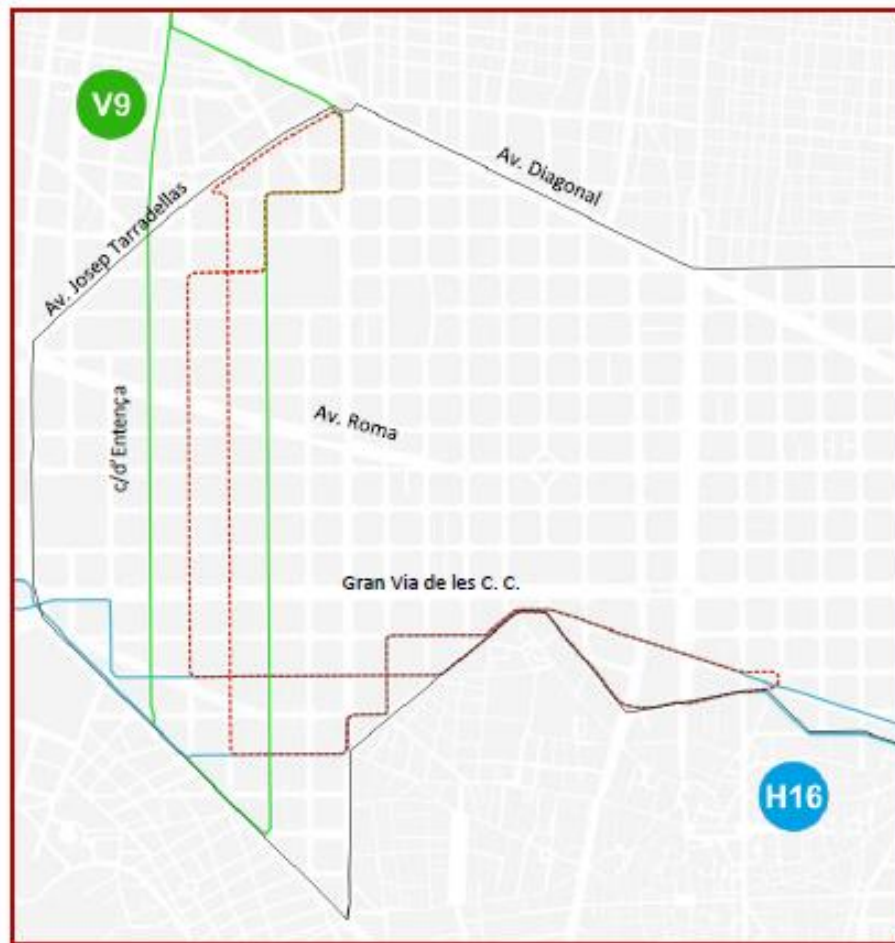 V9
Av. Diagonal
Av. Josep Tarradellas
c/d'Entença
Av. Roma
Gran Via de les C. C.
H16